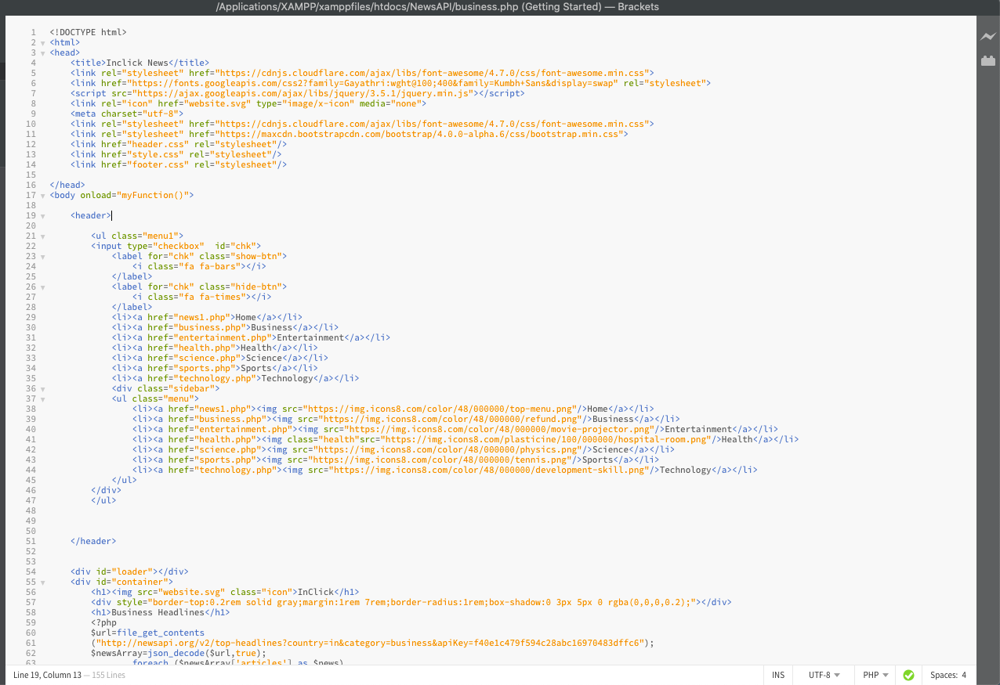 /Applications/XAMPP/xamppfiles/htdocs/NewsAPI/business.php (Getting Started) — Brackets
1 <!DOCTYPE html>
2 <html>
3 <head>
4 <title>Inclick News</title>
5 <link rel="stylesheet" href="https://cdnjs.cloudflare.com/ajax/libs/font-awesome/4.7.0/css/font-awesome.min.css">
6 <link href="https://fonts.googleapis.com/css2?family=Gayathri:wght@100;400&family=Kumbh+Sans&display=swap" rel="stylesheet">
7 <script src="https://ajax.googleapis.com/ajax/libs/jquery/3.5.1/jquery.min.js"></script>
8 <link rel="icon" href="website.svg" type="image/x-icon" media="none">
9 <meta charset="utf-8">
10 <link rel="stylesheet" href="https://cdnjs.cloudflare.com/ajax/libs/font-awesome/4.7.0/css/font-awesome.min.css">
11 <link rel="stylesheet" href="https://maxcdn.bootstrapcdn.com/bootstrap/4.0.0-alpha.6/css/bootstrap.min.css">
12 <link href="header.css" rel="stylesheet"/>
13 <link href="style.css" rel="stylesheet"/>
14 <link href="footer.css" rel="stylesheet"/>
15
16 </head>
17 <body onload="myFunction()">
18
19 <header>
20
21 <ul class="menu1">
22 <input type="checkbox"  id="chk">
23 <label for="chk" class="show-btn">
24 <i class="fa fa-bars"></i>
25 </label>
26 <label for="chk" class="hide-btn">
27 <i class="fa fa-times"></i>
28 </label>
29 <li><a href="news1.php">Home</a></li>
30 <li><a href="business.php">Business</a></li>
31 <li><a href="entertainment.php">Entertainment</a></li>
32 <li><a href="health.php">Health</a></li>
33 <li><a href="science.php">Science</a></li>
34 <li><a href="sports.php">Sports</a></li>
35 <li><a href="technology.php">Technology</a></li>
36 <div class="sidebar">
37 <ul class="menu">
38 <li><a href="news1.php"><img src="https://img.icons8.com/color/48/000000/top-menu.png"/>Home</a></li>
39 <li><a href="business.php"><img src="https://img.icons8.com/color/48/000000/refund.png"/>Business</a></li>
40 <li><a href="entertainment.php"><img src="https://img.icons8.com/color/48/000000/movie-projector.png"/>Entertainment</a></li>
41 <li><a href="health.php"><img class="health"src="https://img.icons8.com/plasticine/100/000000/hospital-room.png"/>Health</a></li>
42 <li><a href="science.php"><img src="https://img.icons8.com/color/48/000000/physics.png"/>Science</a></li>
43 <li><a href="sports.php"><img src="https://img.icons8.com/color/48/000000/tennis.png"/>Sports</a></li>
44 <li><a href="technology.php"><img src="https://img.icons8.com/color/48/000000/development-skill.png"/>Technology</a></li>
45 </ul>
46 </div>
47 </ul>
48
49
50
51 </header>
52
53
54 <div id="loader"></div>
55 <div id="container">
56 <h1><img src="website.svg" class="icon">InClick</h1>
57 <div style="border-top:0.2rem solid gray;margin:1rem 7rem;border-radius:1rem;box-shadow:0 3px 5px 0 rgba(0,0,0,0.2);"></div>
58 <h1>Business Headlines</h1>
59 <?php
60 $url=file_get_contents
61 ("http://newsapi.org/v2/top-headlines?country=in&category=business&apiKey=f40e1c479f594c28abc16970483dffc6");
62 $newsArray=json_decode($url,true);
63 foreach ($newsArray['articles'] as $news)
Line 19, Column 13 — 155 Lines
INS UTF-8 PHP Spaces: 4